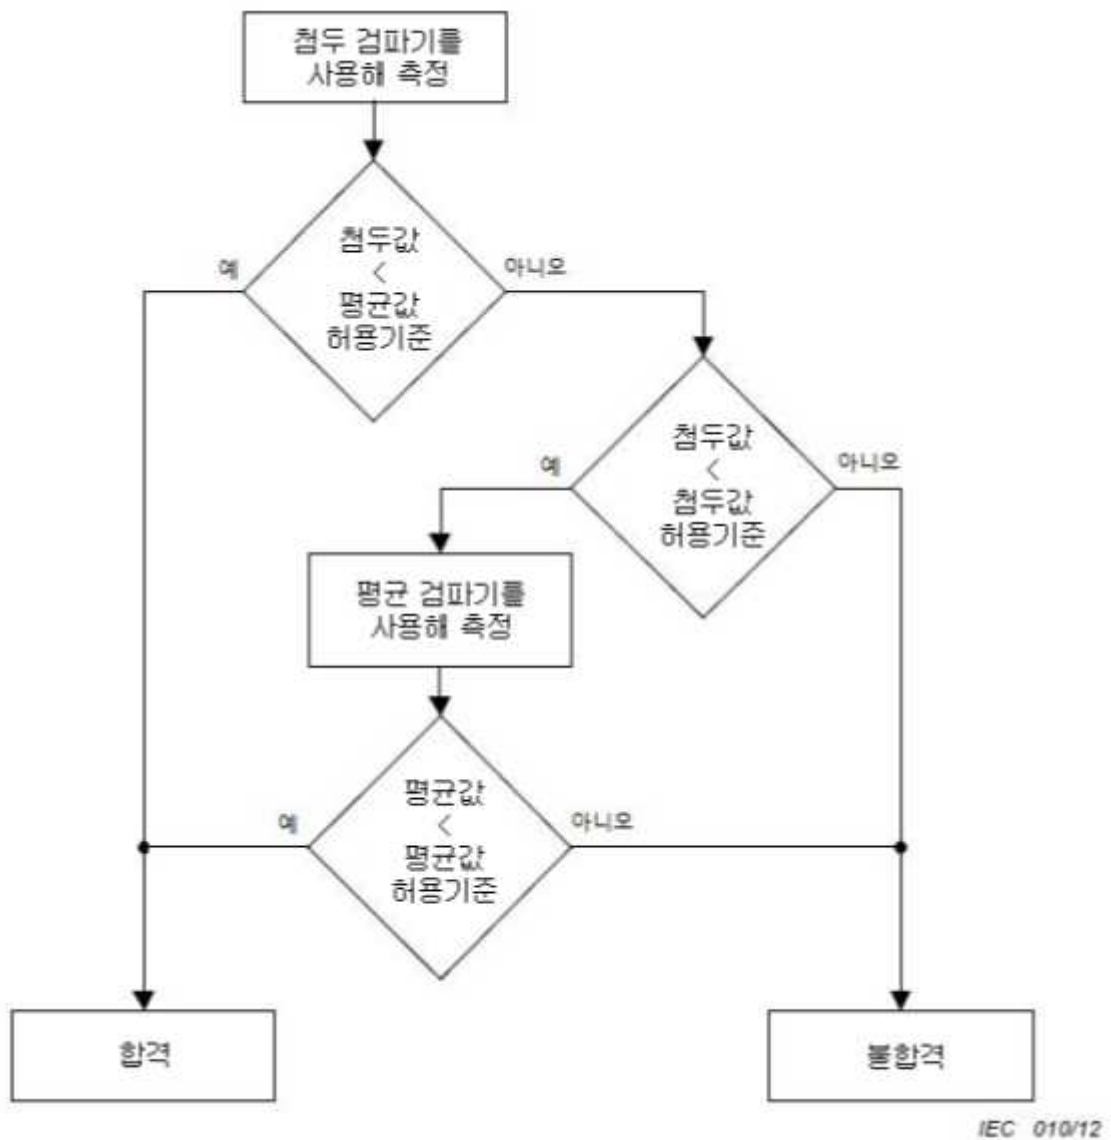 첨두 검파기를
사용해 측정
첨두값
<
평균값
허용기준
예
아니오
첨두값
<
첨두값
허용기준
예
아니오
평균 검파기를
사용해 측정
평균값
<
평균값
허용기준
예
아니오
합격
불합격
IEC 010/12